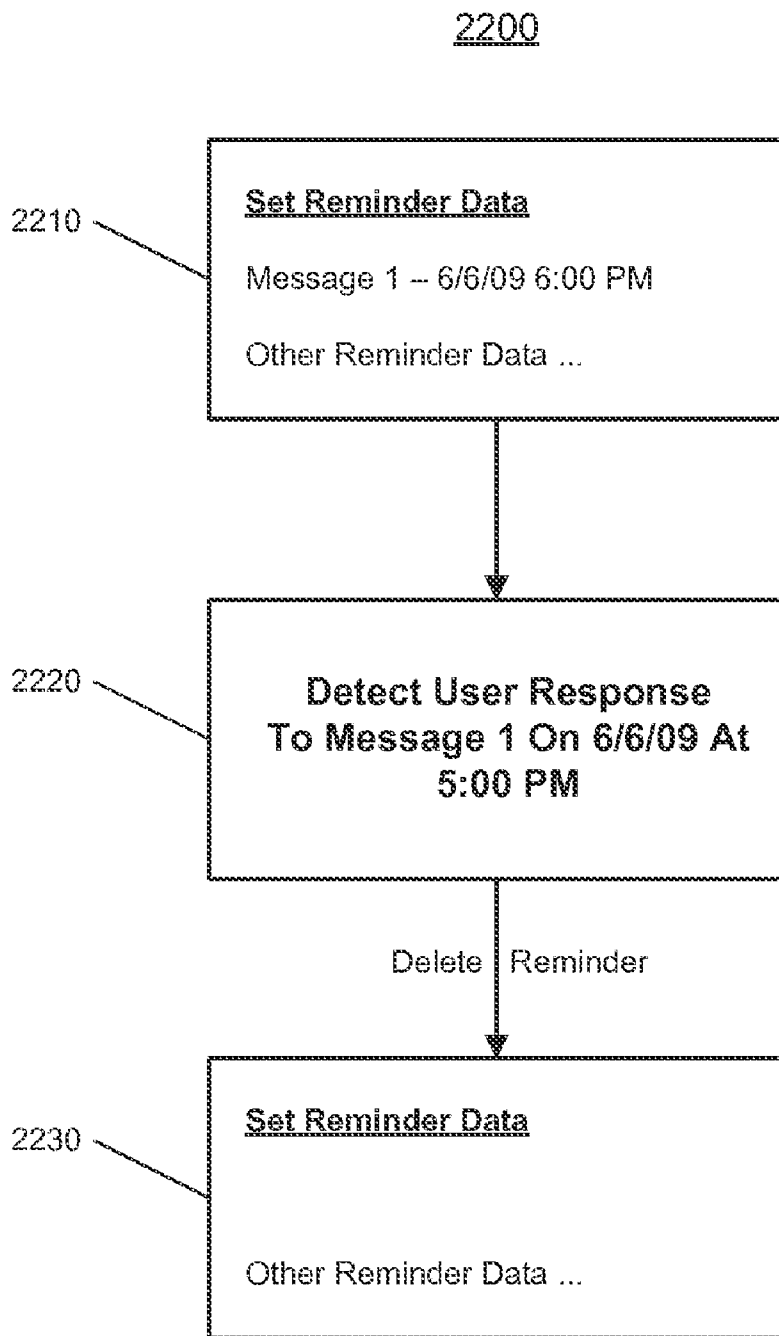 2200
2210
Set Reminder Data
Message 1 – 6/6/09 6:00 PM
Other Reminder Data ...
2220
Detect User Response
To Message 1 On 6/6/09 At
5:00 PM
Delete Reminder
2230
Set Reminder Data
Other Reminder Data ...